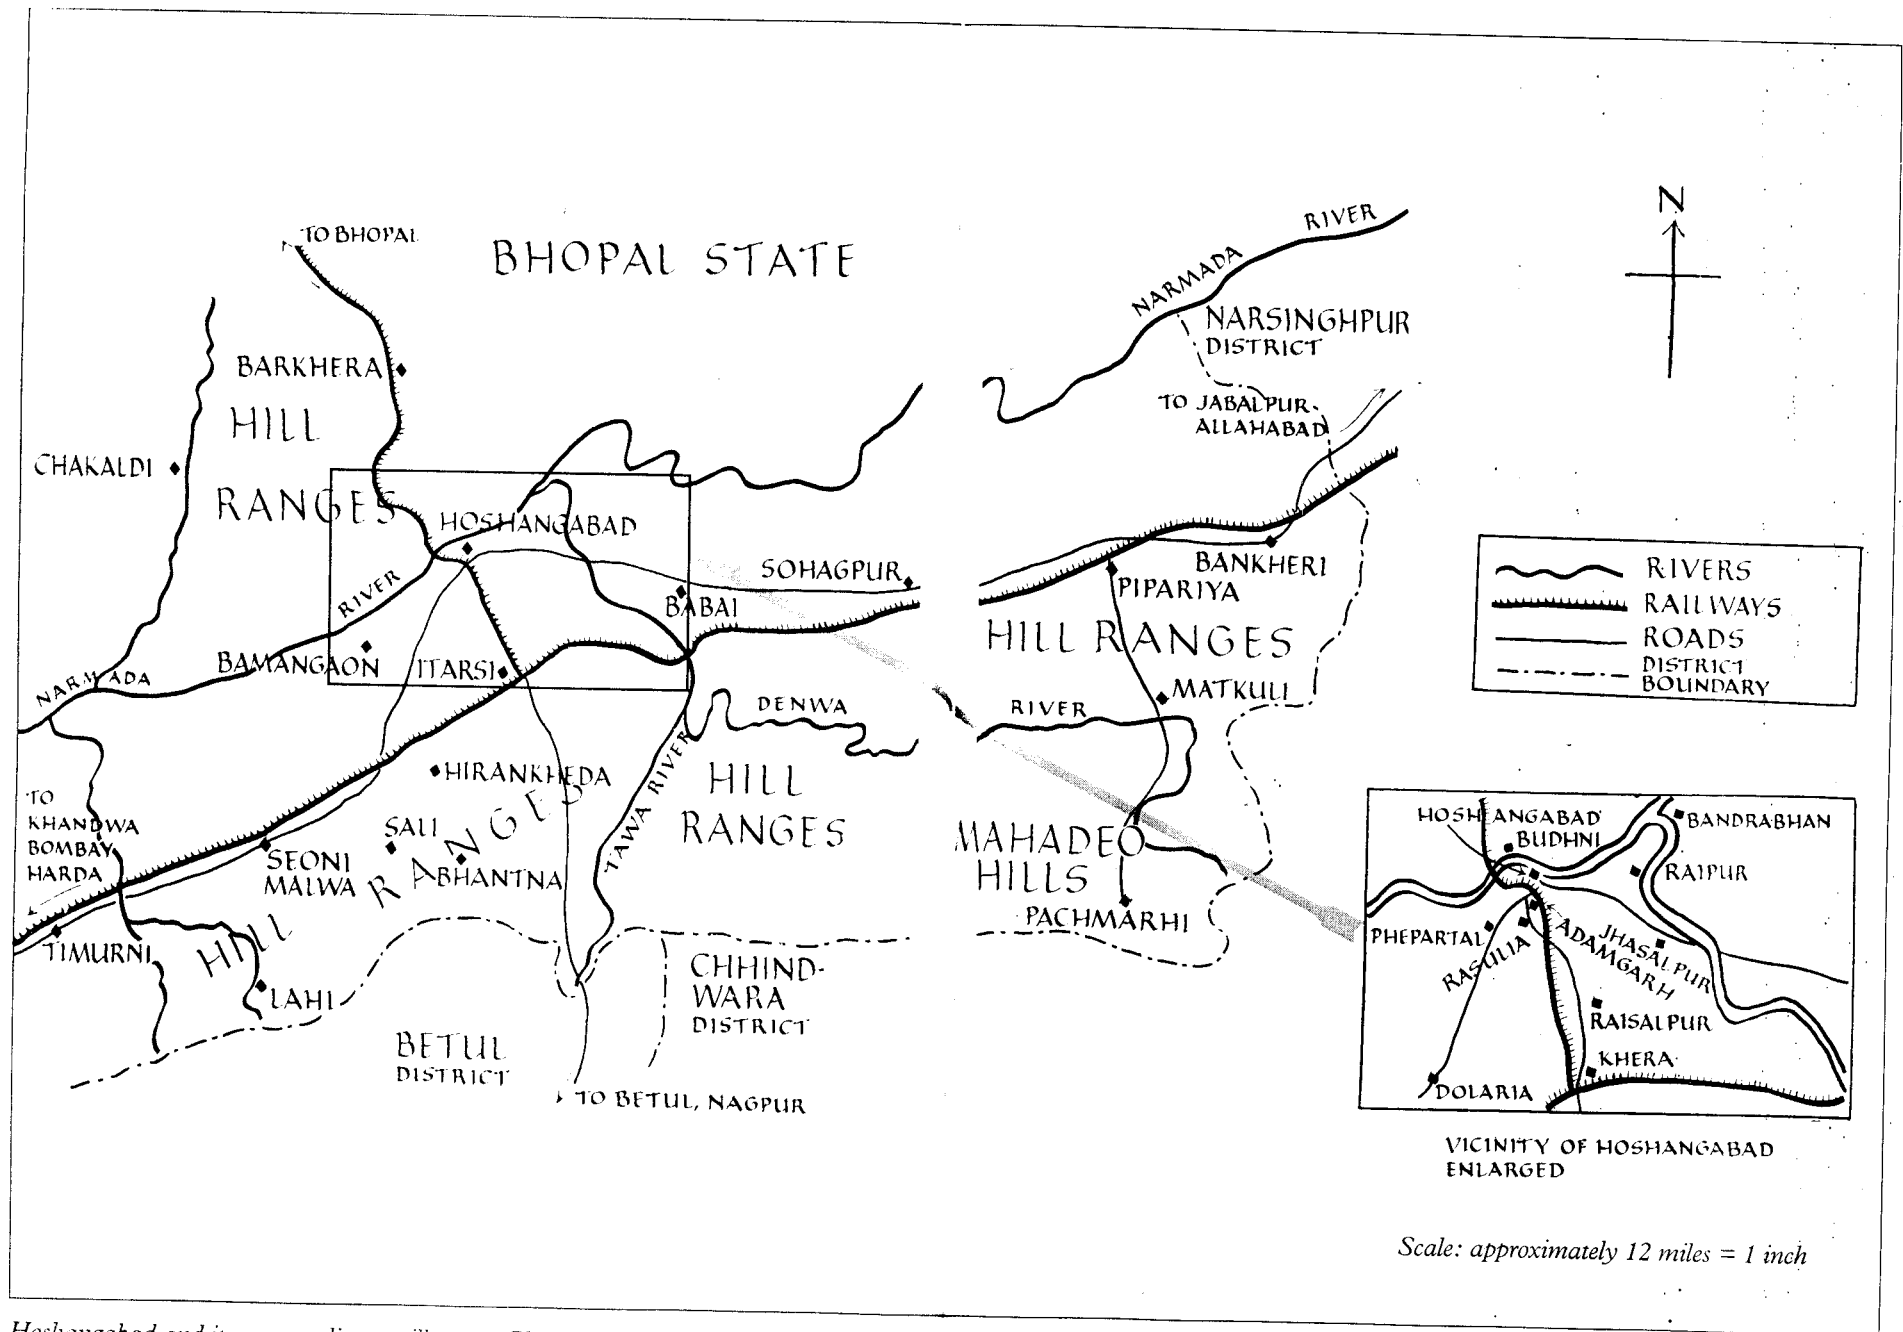 TO BHOPAL
BHOPAL STATE
NARMADA RIVER
N
NARSINGHPUR
DISTRICT
BARKHERA
TO JABALPUR-
ALLAHABAD
HILL
RANGES
CHAKALDI
HOSHANGABAD
SOHAGPUR
BANKHERI
PIPARIYA
RIVERS
RAILWAYS
ROADS
DISTRICT
BOUNDARY
RIVER
BABAI
HILL RANGES
BAMANGAON
ITARSI
NARMADA
MATKULI
DENWA
RIVER
HIRANKHEDA
TAWA RIVER
HILL
RANGES
TO
KHANDWA
BOMBAY
HARDA
SALI
SEONI
MALWA
ABHANTNA
HILL RANGES
MAHADEO
HILLS
PACHMARHI
TIMURNI
LAHI
CHHIND-
WARA
DISTRICT
BETUL
DISTRICT
TO BETUL, NAGPUR
HOSHANGABAD
BUDHNI
BANDRABHAN
RAIPUR
PHEPARTAL
RASULIA
ADAMGARH
JHASALPUR
RAISALPUR
KHERA
DOLARIA
VICINITY OF HOSHANGABAD
ENLARGED
Scale: approximately 12 miles = 1 inch
Hoshangabad and